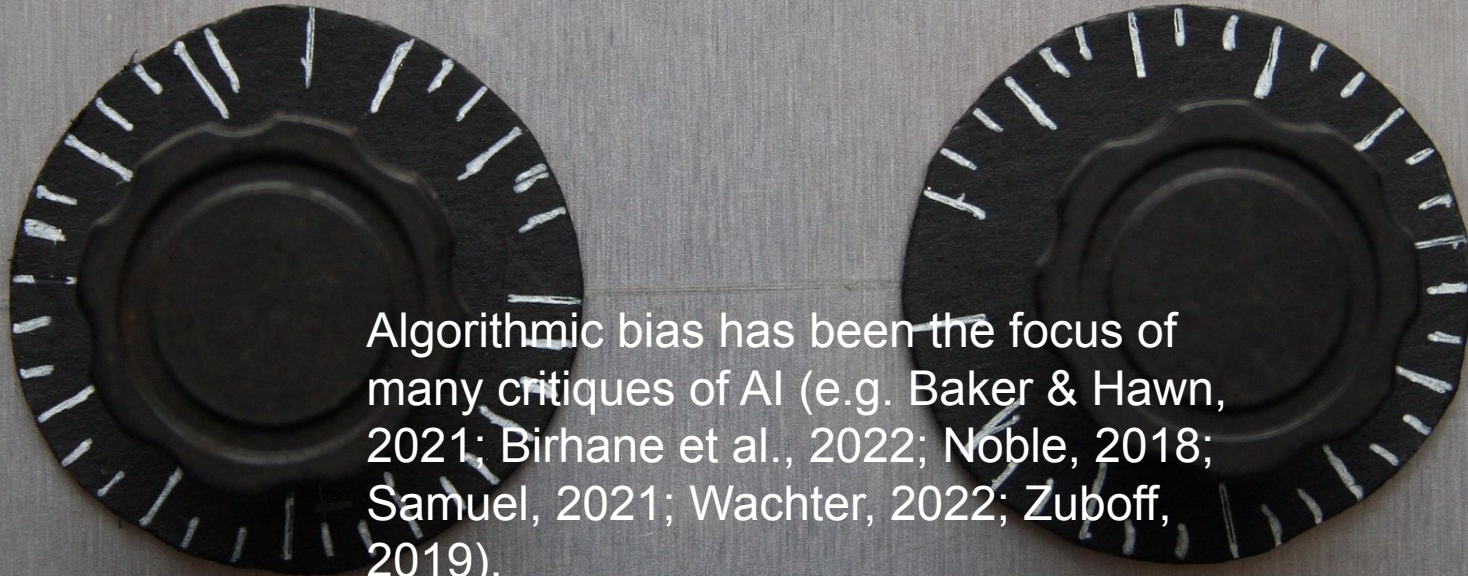 Algorithmic bias has been the focus of
many critiques of AI (e.g. Baker & Hawn,
2021; Birhane et al., 2022; Noble, 2018;
Samuel, 2021; Wachter, 2022; Zuboff,
2019).